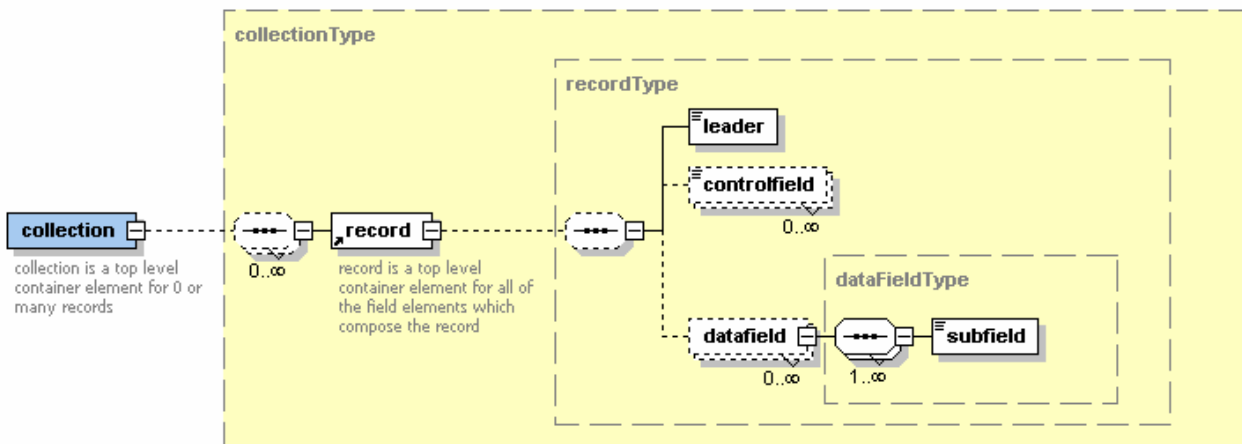 collectionType
recordType
leader
controlfield
0..∞
collection
0..∞
record
collection is a top level
container element for 0 or
many records
record is a top level
container element for all of
the field elements which
compose the record
dataFieldType
datafield
0..∞
1..∞
subfield